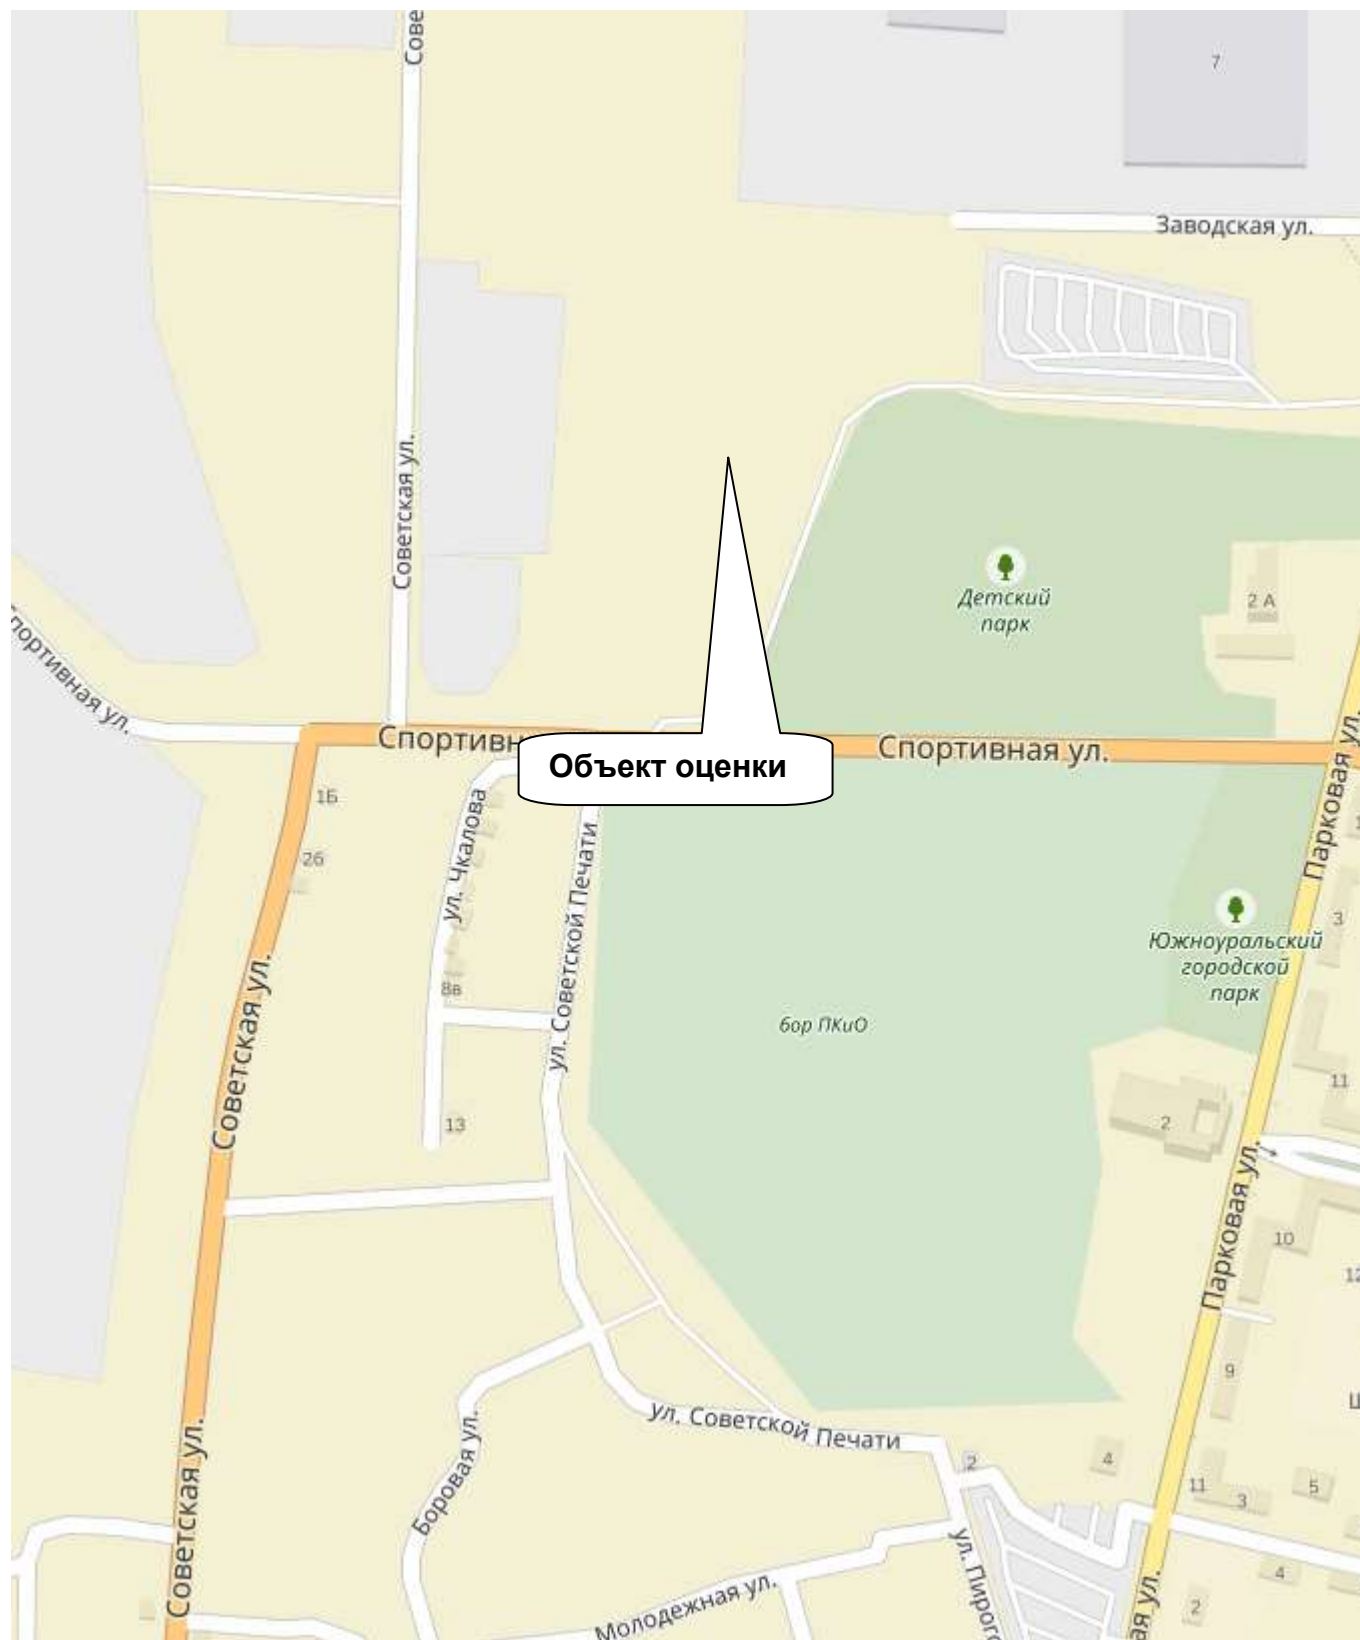 Сове
7
Заводская ул.
Советская ул.
Детский
парк
2 А
Спортивная ул.
Спортивн
Спортивная ул.
Объект оценки
Парковая ул.
1Б
2б
ул. Чкалова
ул. Советской Печати
3
Южноуральский
городской
парк
Советская ул.
8в
бор ПКиО
11
13
2
Парковая ул.
10
12
9
ул. Советской Печати
Боровая ул.
Советская ул.
2
4
11
3
5
ул. Пирого
4
Молодежная ул.
2
ая ул.